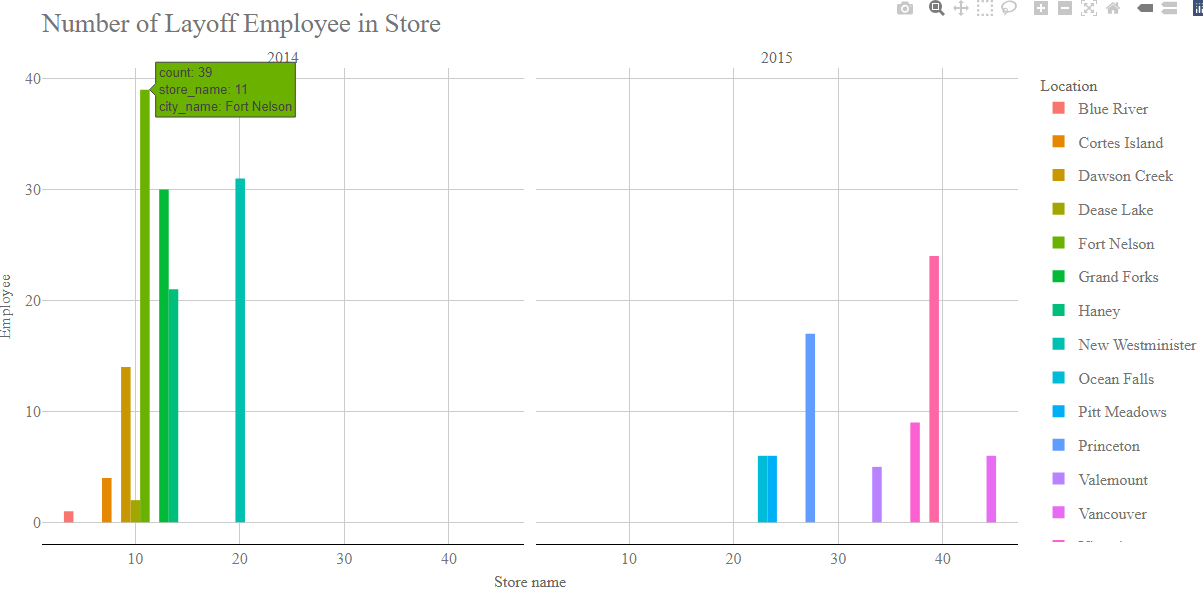 Number of Layoff Employee in Store
2014
2015
count: 39
store_name: 11
city_name: Fort Nelson
40
30
20
10
0
Employee
10
20
30
40
10
20
30
40
Store name
Location
Blue River
Cortes Island
Dawson Creek
Dease Lake
Fort Nelson
Grand Forks
Haney
New Westminister
Ocean Falls
Pitt Meadows
Princeton
Valemount
Vancouver